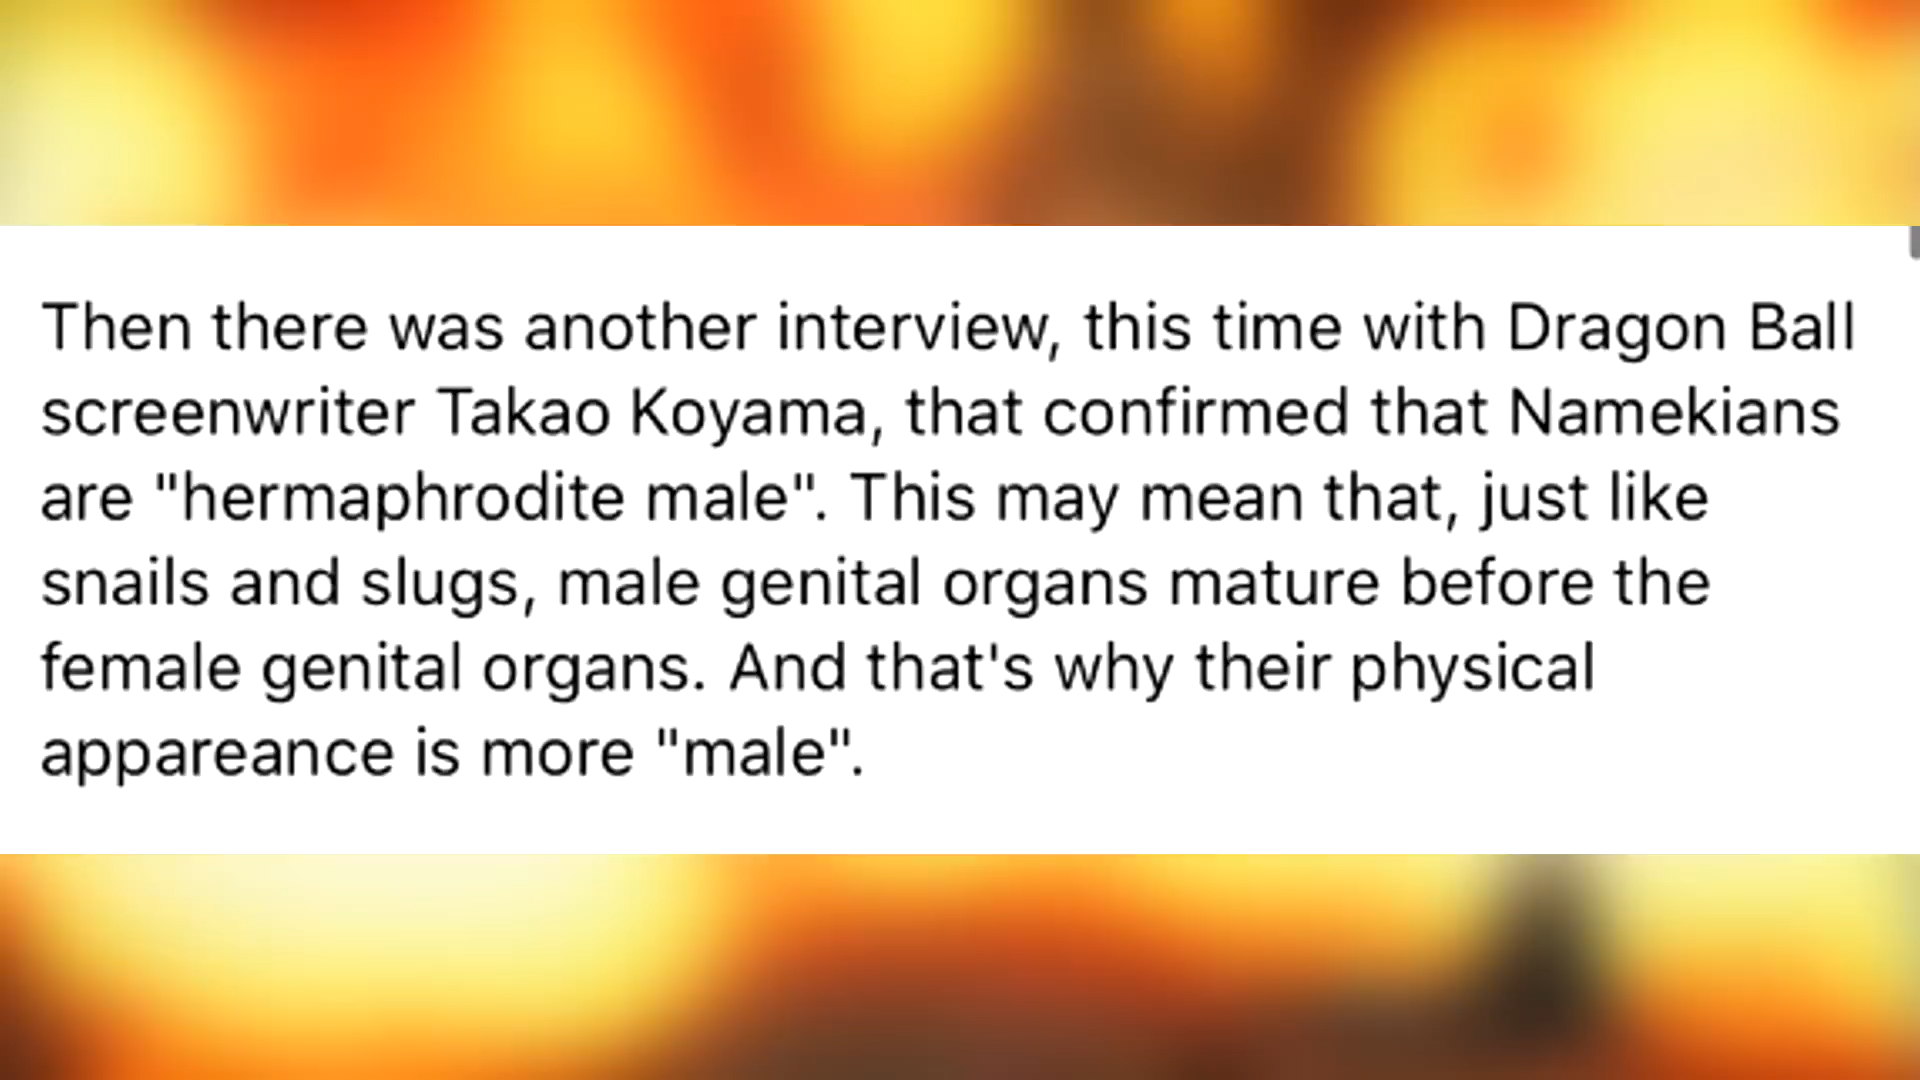 Then there was another interview, this time with Dragon Ball
screenwriter Takao Koyama, that confirmed that Namekians
are "hermaphrodite male". This may mean that, just like
snails and slugs, male genital organs mature before the
female genital organs. And that's why their physical
appareance is more "male".